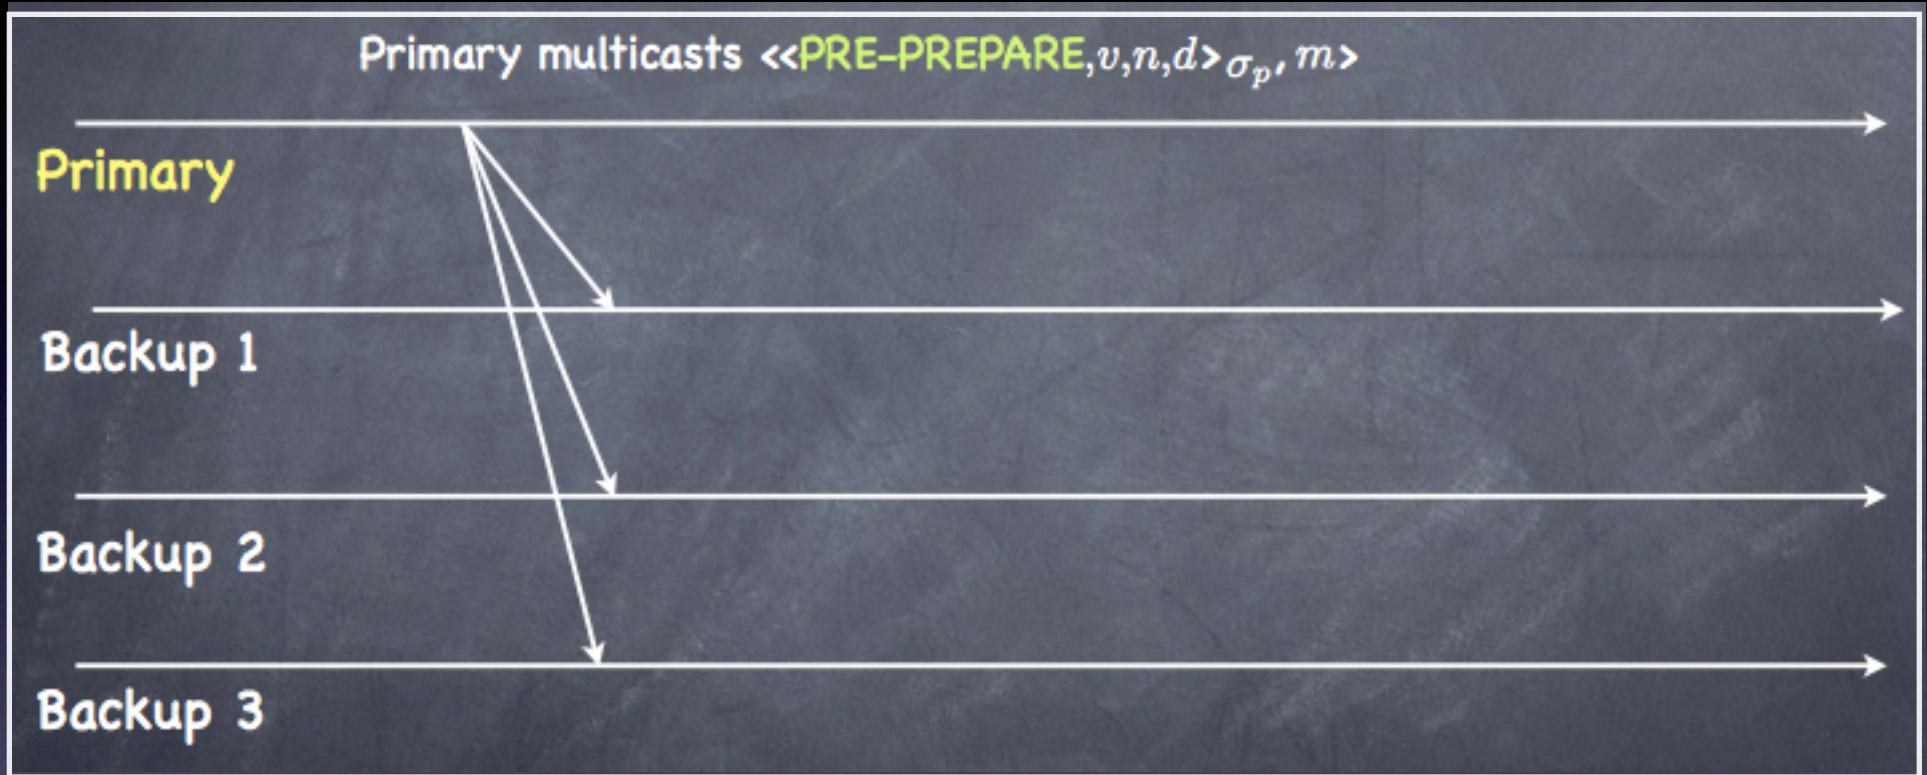 Primary multicasts <<PRE-PREPARE,v,n,d>σp, m>
Primary
Backup 1
Backup 2
Backup 3